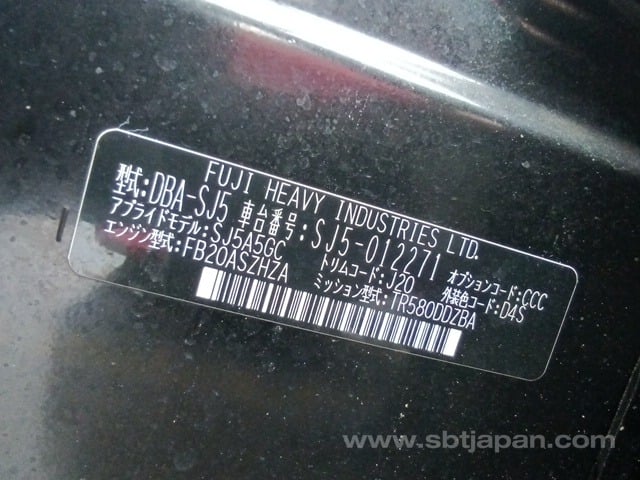 FUJI HEAVY INDUSTRIES LTD.
型式:DBA-SJ5 車台番号:SJ5-012271 オプションコード:CCC
アプライドモデル:SJ5A5GC トリムコード:J20 外装色コード:D4S
エンジン型式:FB20ASZHZA ミッション型式:TR580DDZBA
www.sbtjapan.com